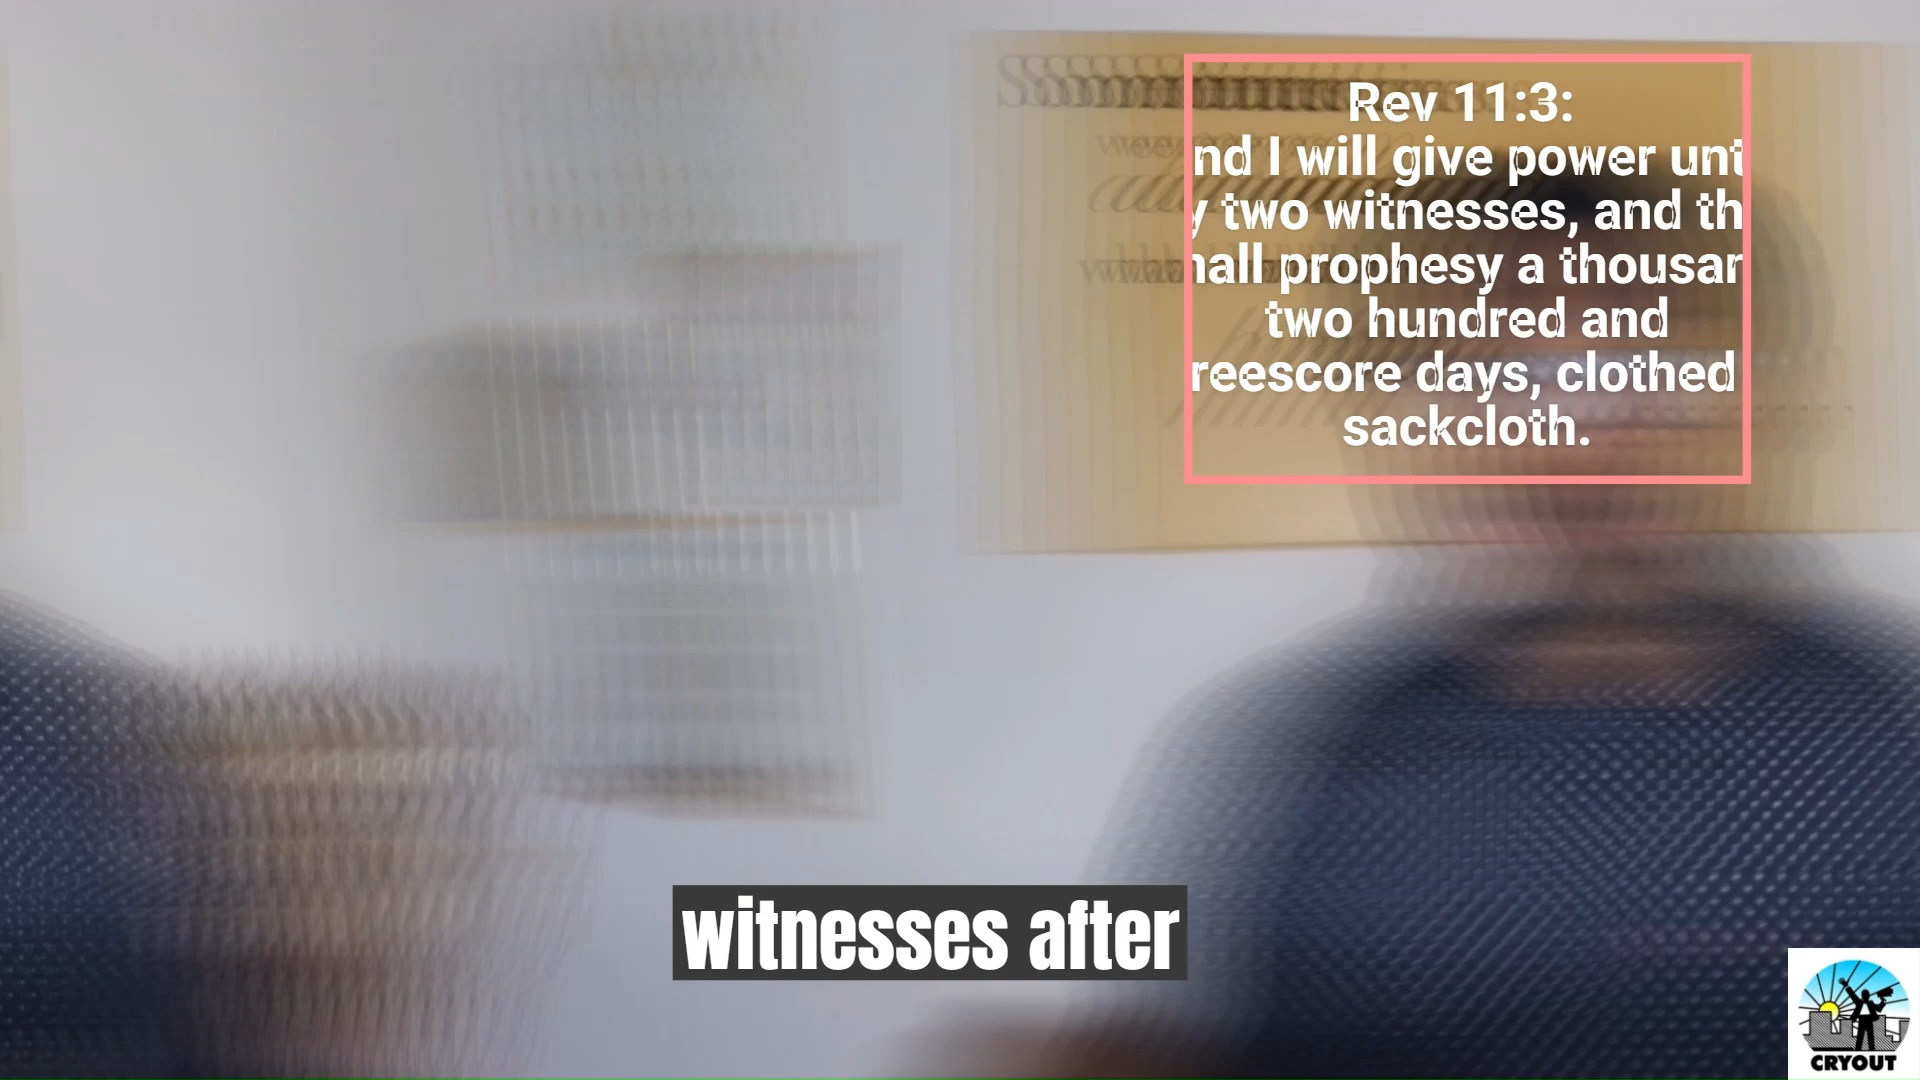 Rev 11:3:
nd I will give power unt
y two witnesses, and th
hall prophesy a thousan
two hundred and
reescore days, clothed
sackcloth.
witnesses after
CRYOUT